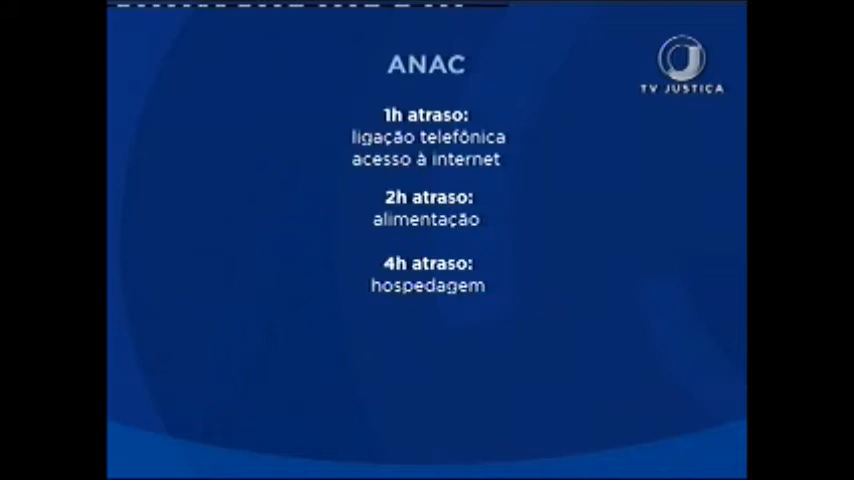 ANAC
TV JUSTIÇA
1h atraso:
ligação telefônica
acesso à internet
2h atraso:
alimentação
4h atraso:
hospedagem